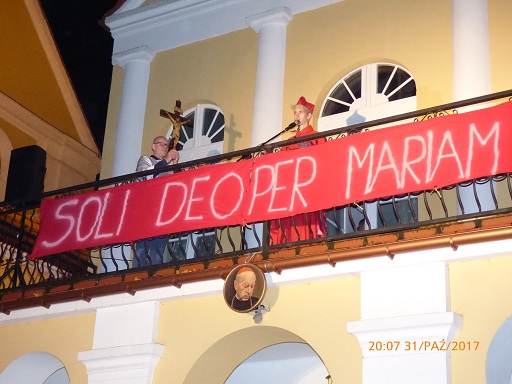 SOLI DEO PER MARIAM
20:07 31/PAŹ/2017